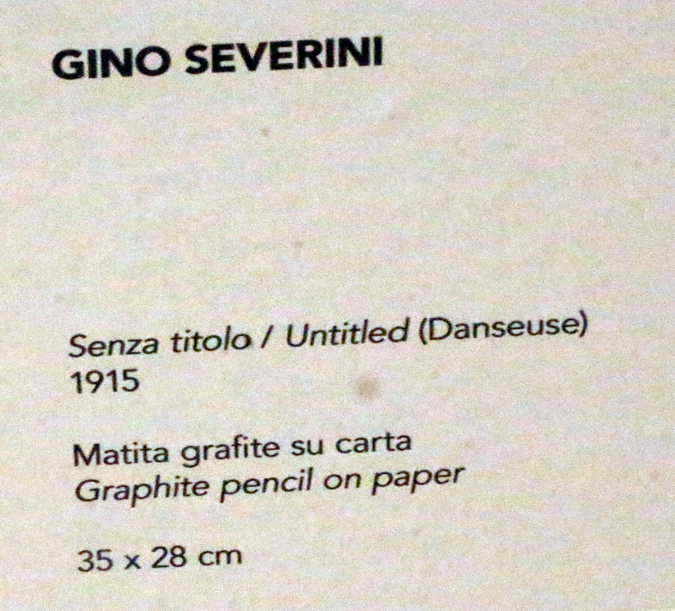 GINO SEVERINI
Senza titolo / Untitled (Danseuse)
1915
Matita grafite su carta
Graphite pencil on paper
35 x 28 cm